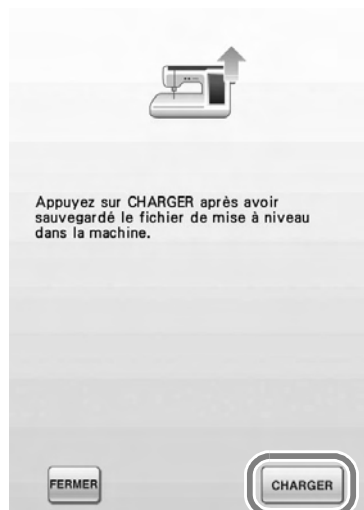 Appuyez sur CHARGER après avoir
sauvegardé le fichier de mise à niveau
dans la machine.
FERMER
CHARGER